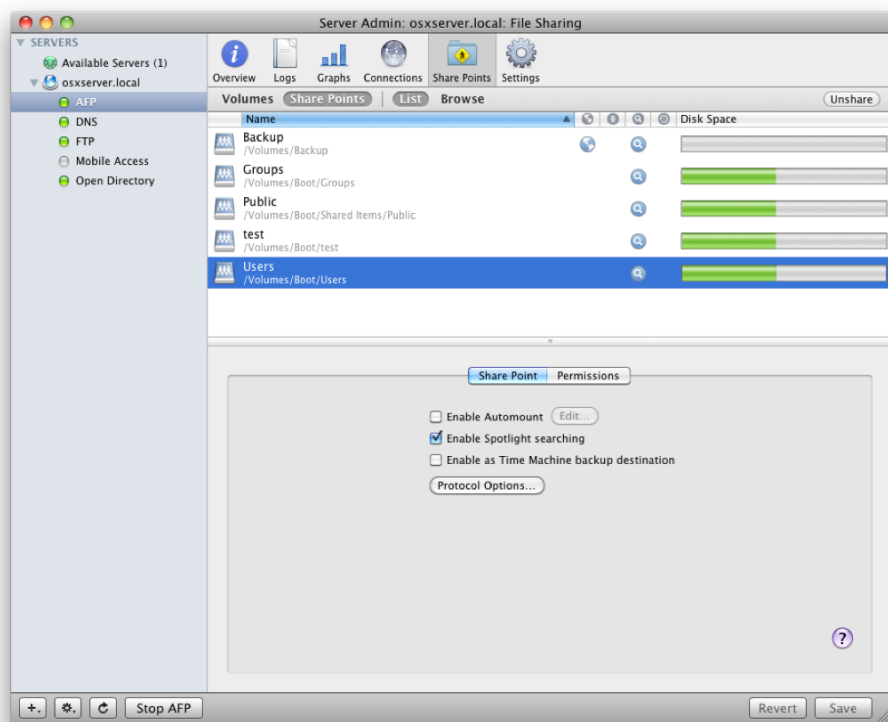 Server Admin: osxserver.local: File Sharing
SERVERS
Available Servers (1)
osxserver.local
AFP
DNS
FTP
Mobile Access
Open Directory
Overview Logs Graphs Connections Share Points Settings
Volumes Share Points List Browse Unshare
Name Disk Space
Backup
/Volumes/Backup
Groups
/Volumes/Boot/Groups
Public
/Volumes/Boot/Shared Items/Public
test
/Volumes/Boot/test
Users
/Volumes/Boot/Users
Share Point Permissions
Enable Automount Edit...
Enable Spotlight searching
Enable as Time Machine backup destination
Protocol Options...
?
Stop AFP Revert Save